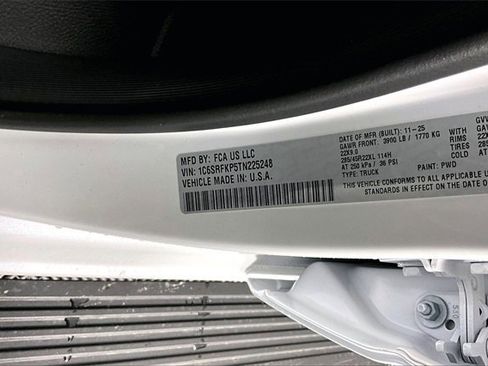 MFD BY: FCA US LLC
VIN: 1C6SRFKP5TN225248
VEHICLE MADE IN: U.S.A.
DATE OF MFR (BUILT): 11-25
GAWR FRONT: 3900 LB / 1770 KG
22X9.0
285/45R22XL 114H
AT 250 kPa / 36 PSI
TYPE: TRUCK
PAINT: PWD
THIS VEHICLE CONFORMS TO ALL APPLICABLE
STANDARDS IN EFFECT ON THE DATE OF
GVW
WITH
RIMS
TIRES